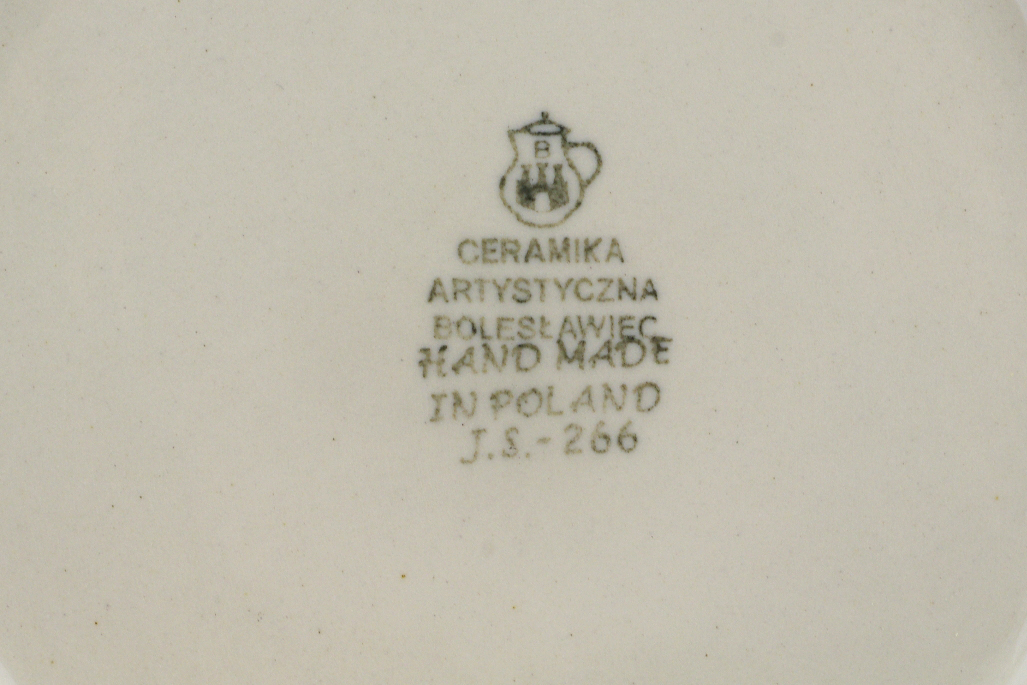 B
CERAMIKA
ARTYSTYCZNA
BOLESŁAWIEC
HAND MADE
IN POLAND
J.S.-266